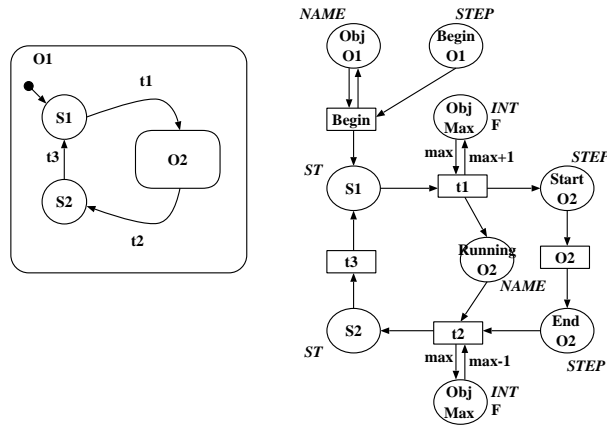 O1
t1
S1
t3
O2
S2
t2
NAME
STEP
Obj
O1
Begin
O1
Begin
Obj
Max
INT
F
max
max+1
ST
S1
t1
STEP
Start
O2
t3
Running
O2
NAME
O2
ST
S2
t2
End
O2
STEP
max
max-1
Obj
Max
INT
F